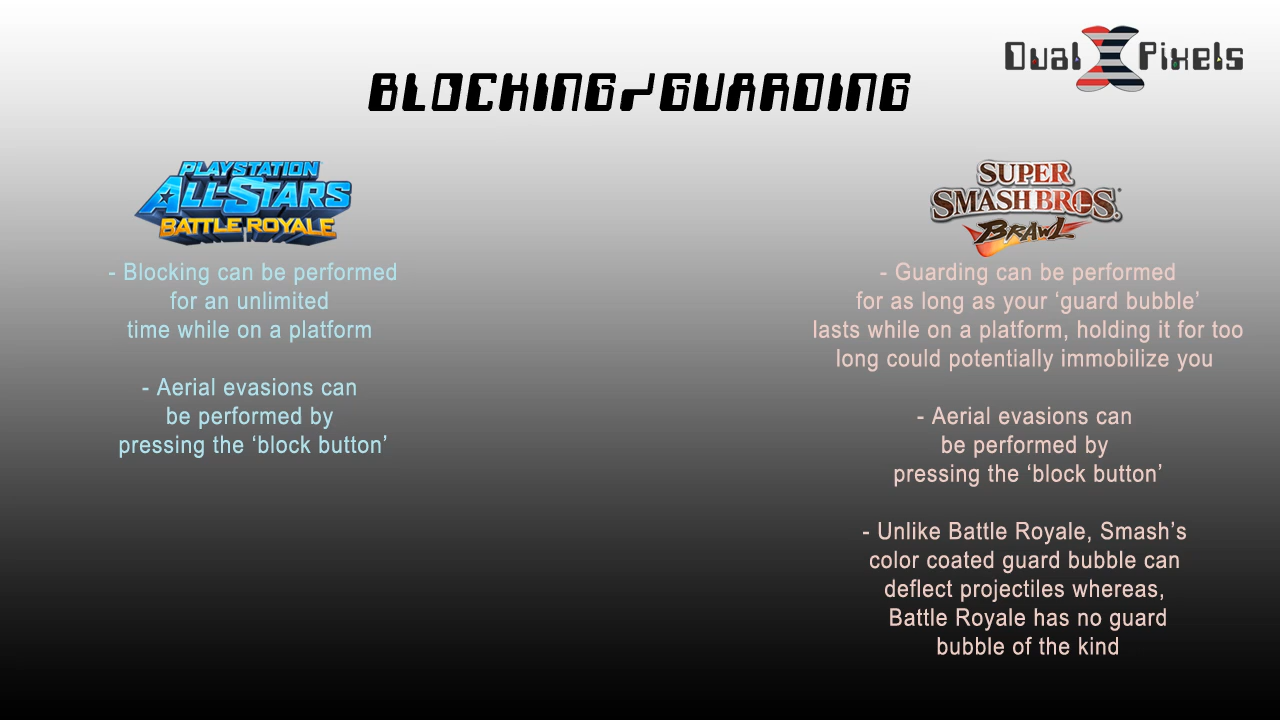 Dual Pixels
BLOCKING/GUARDING
PLAYSTATION
ALL-STARS
BATTLE ROYALE
- Blocking can be performed
for an unlimited
time while on a platform
- Aerial evasions can
be performed by
pressing the ‘block button’
SUPER
SMASH BROS.
BRAWL
- Guarding can be performed
for as long as your ‘guard bubble’
lasts while on a platform, holding it for too
long could potentially immobilize you
- Aerial evasions can
be performed by
pressing the ‘block button’
- Unlike Battle Royale, Smash’s
color coated guard bubble can
deflect projectiles whereas,
Battle Royale has no guard
bubble of the kind